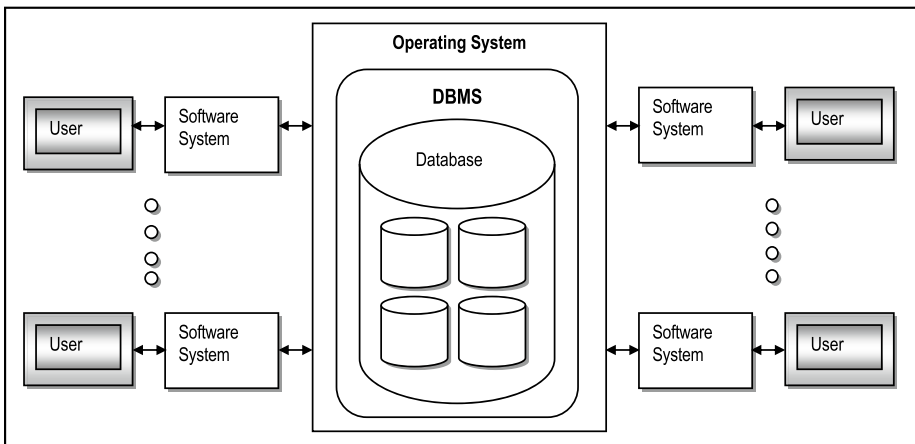 Operating System
DBMS
Database
User
Software
System
Software
System
User
User
Software
System
Software
System
User